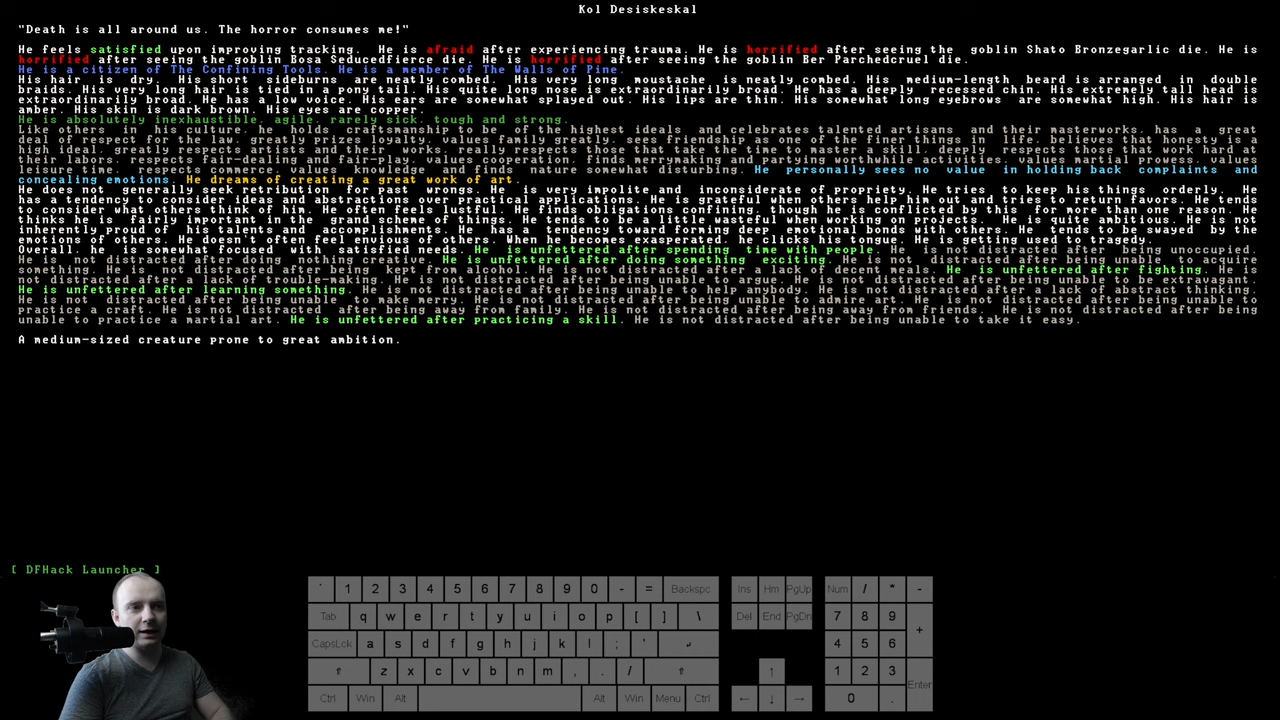 Kol Desiskeskal
"Death is all around us. The horror consumes me!"
He feels satisfied upon improving tracking. He is afraid after experiencing trauma. He is horrified after seeing the goblin Shato Bronzegarlic die. He is
horrified after seeing the goblin Bosa Seducedfierce die. He is horrified after seeing the goblin Ber Parchedcruel die.
He is a citizen of The Confining Tools. He is a member of The Walls of Pine.
His hair is dry. His short sideburns are neatly combed. His very long moustache is neatly combed. His medium-length beard is arranged in double
braids. His very long hair is tied in a pony tail. His quite long nose is extraordinarily broad. He has a deeply recessed chin. His extremely tall head is
extraordinarily broad. He has a low voice. His ears are somewhat splayed out. His lips are thin. His somewhat long eyebrows are somewhat high. His hair is
amber. His skin is dark brown. His eyes are copper.
He is absolutely inexhaustible, agile, rarely sick, tough and strong.
Like others in his culture, he holds craftsmanship to be of the highest ideals and celebrates talented artisans and their masterworks, has a great
deal of respect for the law, greatly prizes loyalty, values family greatly, sees friendship as one of the finer things in life, believes that honesty is a
high ideal, greatly respects artists and their works, really respects those that take the time to master a skill, deeply respects those that work hard at
their labors, respects fair-dealing and fair-play, values cooperation, finds merrymaking and partying worthwhile activities, values martial prowess, values
leisure time, respects commerce, values knowledge and finds nature somewhat disturbing. He personally sees no value in holding back complaints and
concealing emotions. He dreams of creating a great work of art.
He does not generally seek retribution for past wrongs. He is very impolite and inconsiderate of propriety. He tries to keep his things orderly. He
has a tendency to consider ideas and abstractions over practical applications. He is grateful when others help him out and tries to return favors. He tends
to consider what others think of him. He often feels lustful. He finds obligations confining, though he is conflicted by this for more than one reason. He
thinks he is fairly important in the grand scheme of things. He tends to be a little wasteful when working on projects. He is quite ambitious. He is not
inherently proud of his talents and accomplishments. He has a tendency toward forming deep emotional bonds with others. He tends to be swayed by the
emotions of others. He doesn't often feel envious of others. When he becomes exasperated, he clicks his tongue. He is getting used to tragedy.
Overall, he is somewhat focused with satisfied needs. He is unfettered after spending time with people. He is not distracted after being unoccupied.
He is not distracted after doing nothing creative. He is unfettered after doing something exciting. He is not distracted after being unable to acquire
something. He is not distracted after being kept from alcohol. He is not distracted after a lack of decent meals. He is unfettered after fighting. He is
not distracted after a lack of trouble-making. He is not distracted after being unable to argue. He is not distracted after being unable to be extravagant.
He is unfettered after learning something. He is not distracted after being unable to help anybody. He is not distracted after a lack of abstract thinking.
He is not distracted after being unable to make merry. He is not distracted after being unable to admire art. He is not distracted after being unable to
practice a craft. He is not distracted after being away from family. He is not distracted after being away from friends. He is not distracted after being
unable to practice a martial art. He is unfettered after practicing a skill. He is not distracted after being unable to take it easy.
A medium-sized creature prone to great ambition.
[ DFHack Launcher ]
` 1 2 3 4 5 6 7 8 9 0 - = Backspc Ins Hm PgUp Num / * -
Tab q w e r t y u i o p [ ] \ Del End PgDn 7 8 9 +
CapsLck a s d f g h j k l ; ' ↵ 4 5 6
⇧ z x c v b n m , . / ⇧ ↑ 1 2 3 Enter
Ctrl Win Alt Alt Win Menu Ctrl ← ↓ → 0 .